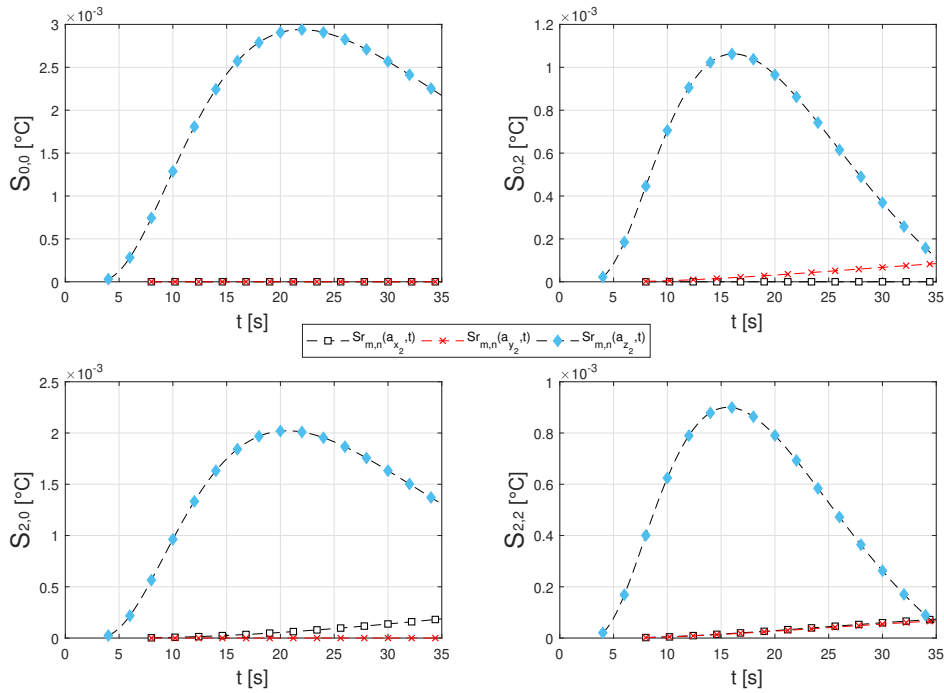 ×10⁻³
3
2.5
2
1.5
1
0.5
0
0 5 10 15 20 25 30 35
t [s]
S0,0 [°C]
×10⁻³
1.2
1
0.8
0.6
0.4
0.2
0
0 5 10 15 20 25 30 35
t [s]
S0,2 [°C]
Srm,n(ax2,t) Srm,n(ay2,t) Srm,n(az2,t)
×10⁻³
2.5
2
1.5
1
0.5
0
0 5 10 15 20 25 30 35
t [s]
S2,0 [°C]
×10⁻³
1
0.8
0.6
0.4
0.2
0
0 5 10 15 20 25 30 35
t [s]
S2,2 [°C]